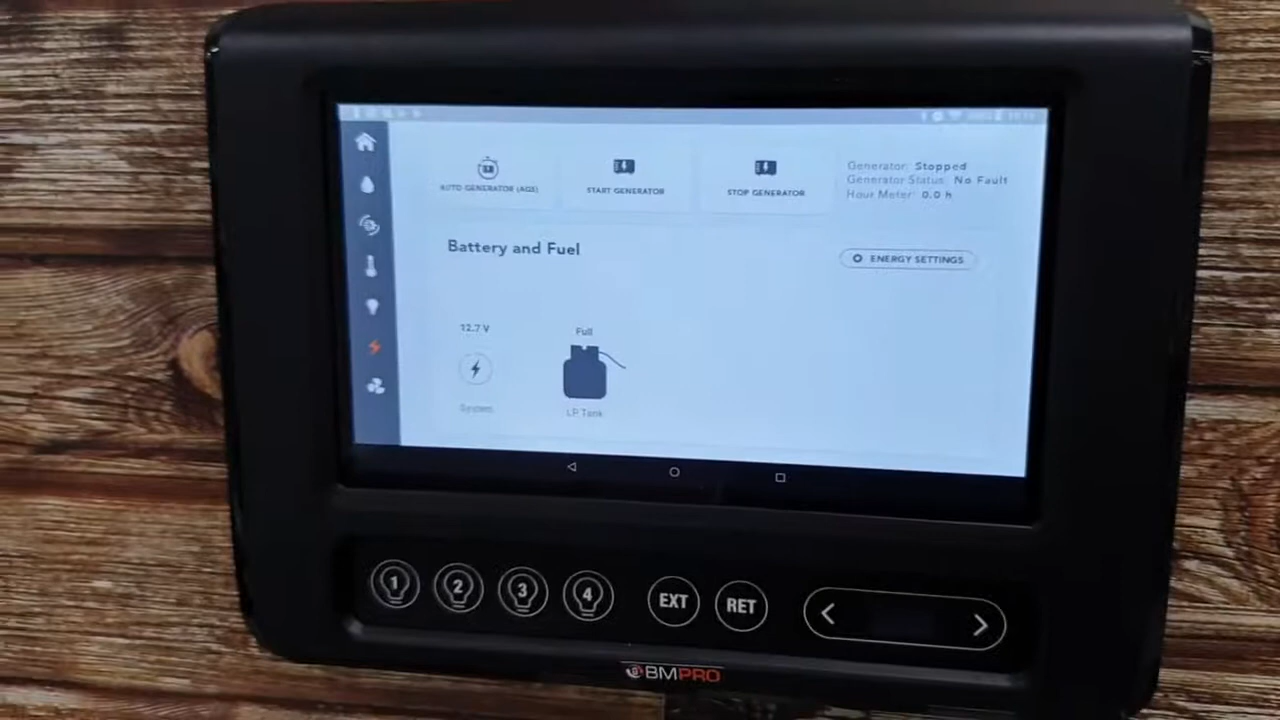 AUTO GENERATOR (AGS)
START GENERATOR
STOP GENERATOR
Generator: Stopped
Generator Status: No Fault
Hour Meter: 0.0 h
Battery and Fuel
ENERGY SETTINGS
12.7 V
Full
System
LP Tank
1
2
3
4
EXT
RET
BMPRO